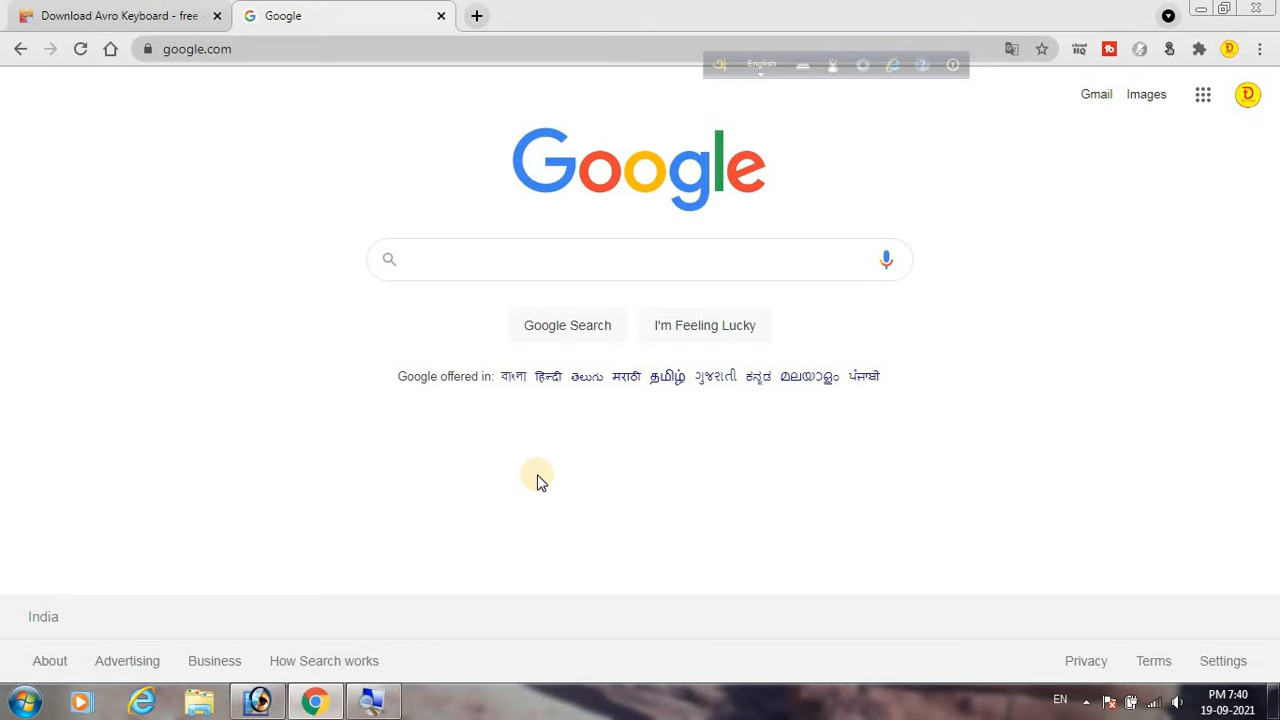 Download Avro Keyboard - free
Google
google.com
English
Gmail Images
Google
Google Search I'm Feeling Lucky
Google offered in: বাংলা हिन्दी తెలుగు मराठी தமிழ் ગુજરાતી ಕನ್ನಡ മലയാളം ਪੰਜਾਬੀ
India
About Advertising Business How Search works Privacy Terms Settings
EN PM 7:40
19-09-2021